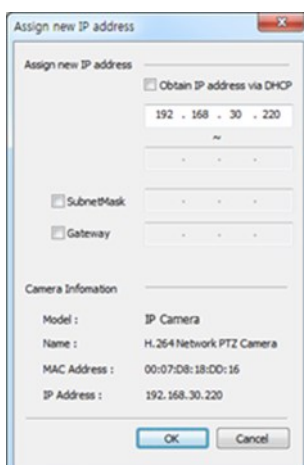 Assign new IP address
Assign new IP address
Obtain IP address via DHCP
192 . 168 . 30 . 220
~
. . .
SubnetMask . . .
Gateway . . .
Camera Infomation
Model : IP Camera
Name : H.264 Network PTZ Camera
MAC Address : 00:07:D8:18:DD:16
IP Address : 192.168.30.220
OK Cancel